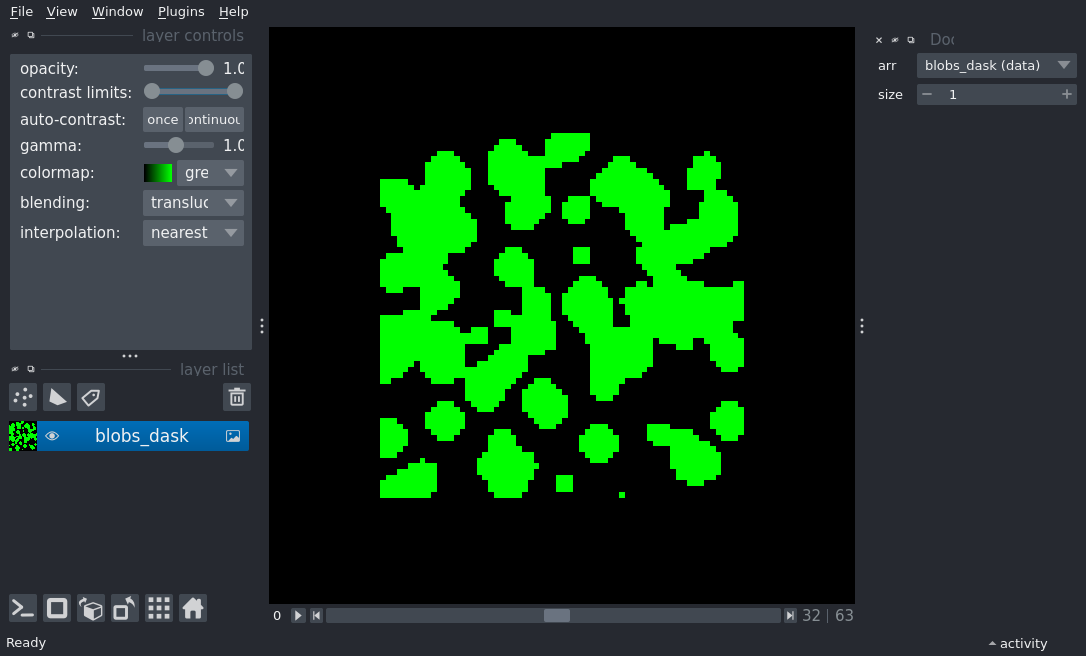 File View Window Plugins Help
layer controls
opacity: 1.0
contrast limits:
auto-contrast: once ontinuou
gamma: 1.0
colormap: gre
blending: transluc
interpolation: nearest
layer list
blobs_dask
Ready
0 32 | 63
Doc
arr blobs_dask (data)
size 1
activity